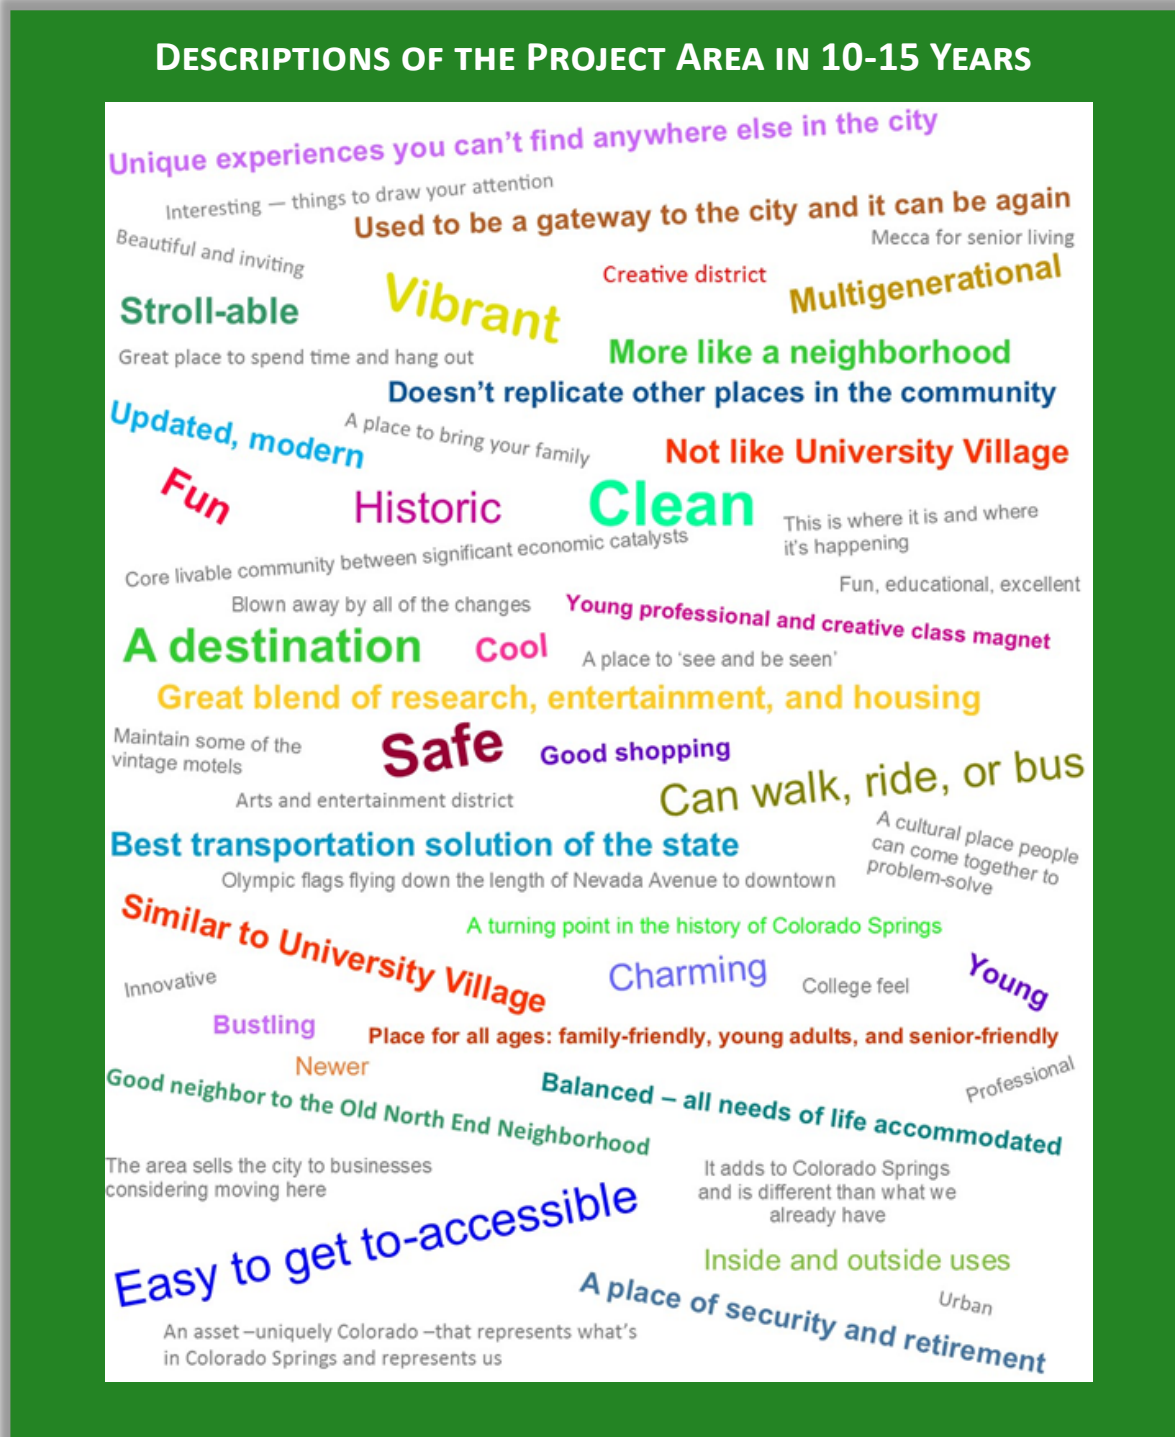 DESCRIPTIONS OF THE PROJECT AREA IN 10-15 YEARS
Unique experiences you can't find anywhere else in the city
Interesting — things to draw your attention
Used to be a gateway to the city and it can be again
Beautiful and inviting
Mecca for senior living
Creative district
Multigenerational
Vibrant
Stroll-able
Great place to spend time and hang out
More like a neighborhood
Doesn't replicate other places in the community
Updated, modern
A place to bring your family
Not like University Village
Fun
Historic
Clean
This is where it is and where
it's happening
Core livable community between significant economic catalysts
Fun, educational, excellent
Blown away by all of the changes
Young professional and creative class magnet
A destination
Cool
A place to 'see and be seen'
Great blend of research, entertainment, and housing
Maintain some of the
vintage motels
Safe
Good shopping
Can walk, ride, or bus
Arts and entertainment district
Best transportation solution of the state
A cultural place people
can come together to
problem-solve
Olympic flags flying down the length of Nevada Avenue to downtown
Similar to University Village
A turning point in the history of Colorado Springs
Charming
College feel
Young
Innovative
Bustling
Place for all ages: family-friendly, young adults, and senior-friendly
Newer
Professional
Good neighbor to the Old North End Neighborhood
Balanced – all needs of life accommodated
The area sells the city to businesses
considering moving here
It adds to Colorado Springs
and is different than what we
already have
Easy to get to-accessible
Inside and outside uses
A place of security and retirement
Urban
An asset –uniquely Colorado –that represents what's
in Colorado Springs and represents us